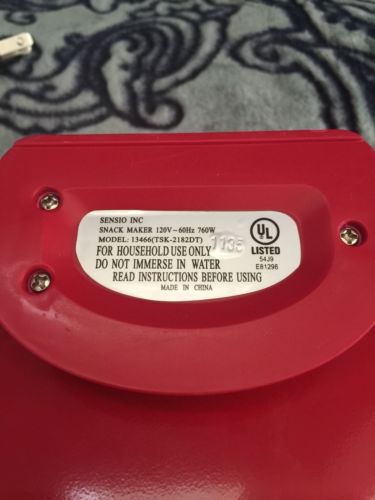 SENSIO INC
SNACK MAKER 120V~60Hz 760W
MODEL: 13466(TSK-2182DT) 1135
FOR HOUSEHOLD USE ONLY
DO NOT IMMERSE IN WATER
READ INSTRUCTIONS BEFORE USING
MADE IN CHINA
UL
LISTED
54J9
E81296